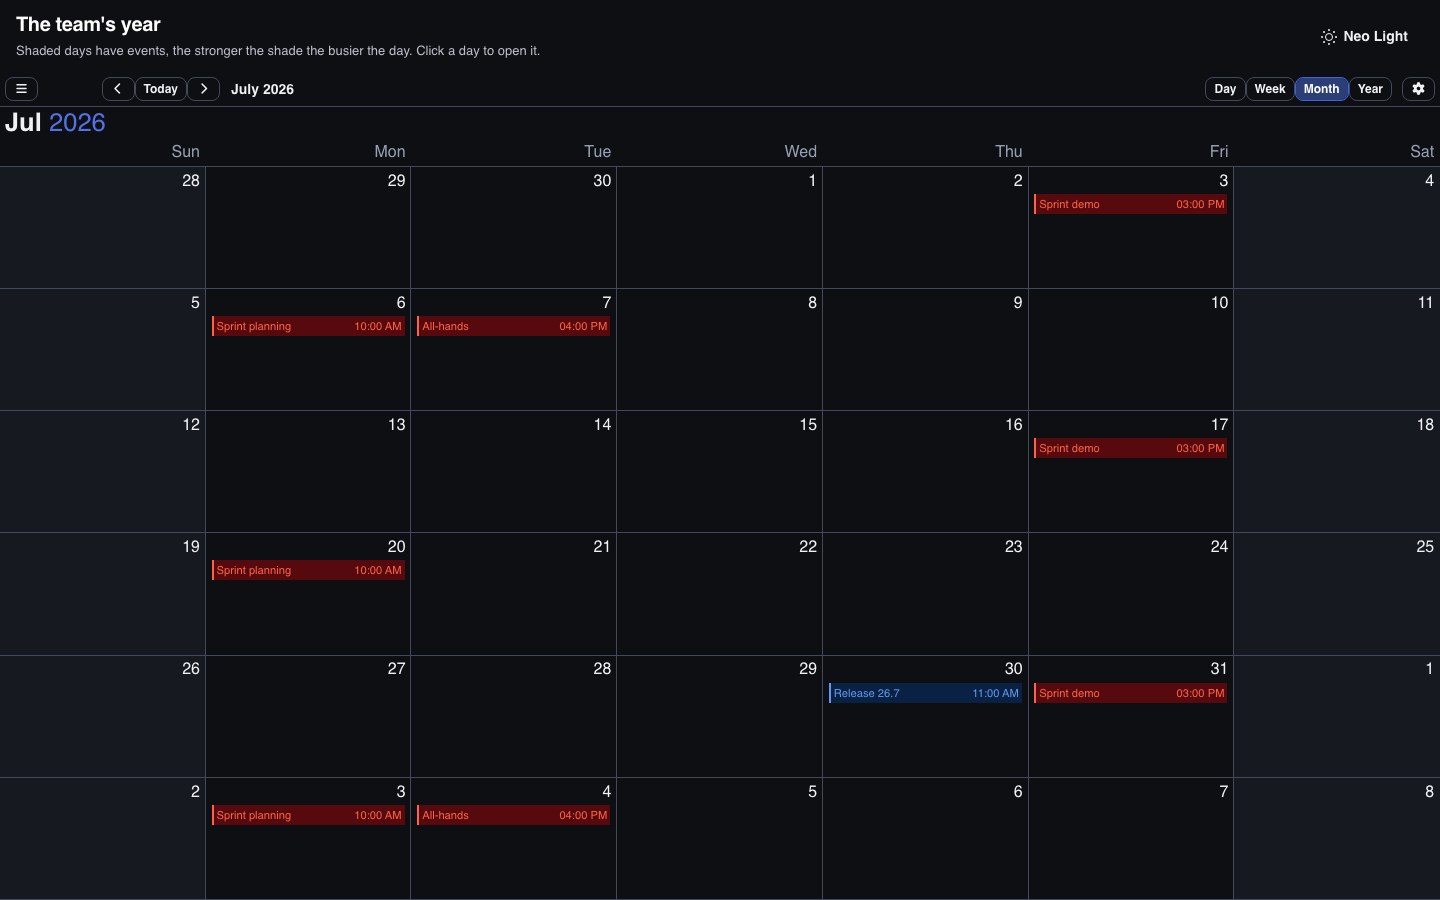 The team's year
Shaded days have events, the stronger the shade the busier the day. Click a day to open it.
Neo Light
Today
July 2026
Day Week Month Year
Jul 2026
Sun Mon Tue Wed Thu Fri Sat
28 29 30 1 2 3 4
Sprint demo 03:00 PM
5 6 7 8 9 10 11
Sprint planning 10:00 AM All-hands 04:00 PM
12 13 14 15 16 17 18
Sprint demo 03:00 PM
19 20 21 22 23 24 25
Sprint planning 10:00 AM
26 27 28 29 30 31 1
Release 26.7 11:00 AM Sprint demo 03:00 PM
2 3 4 5 6 7 8
Sprint planning 10:00 AM All-hands 04:00 PM